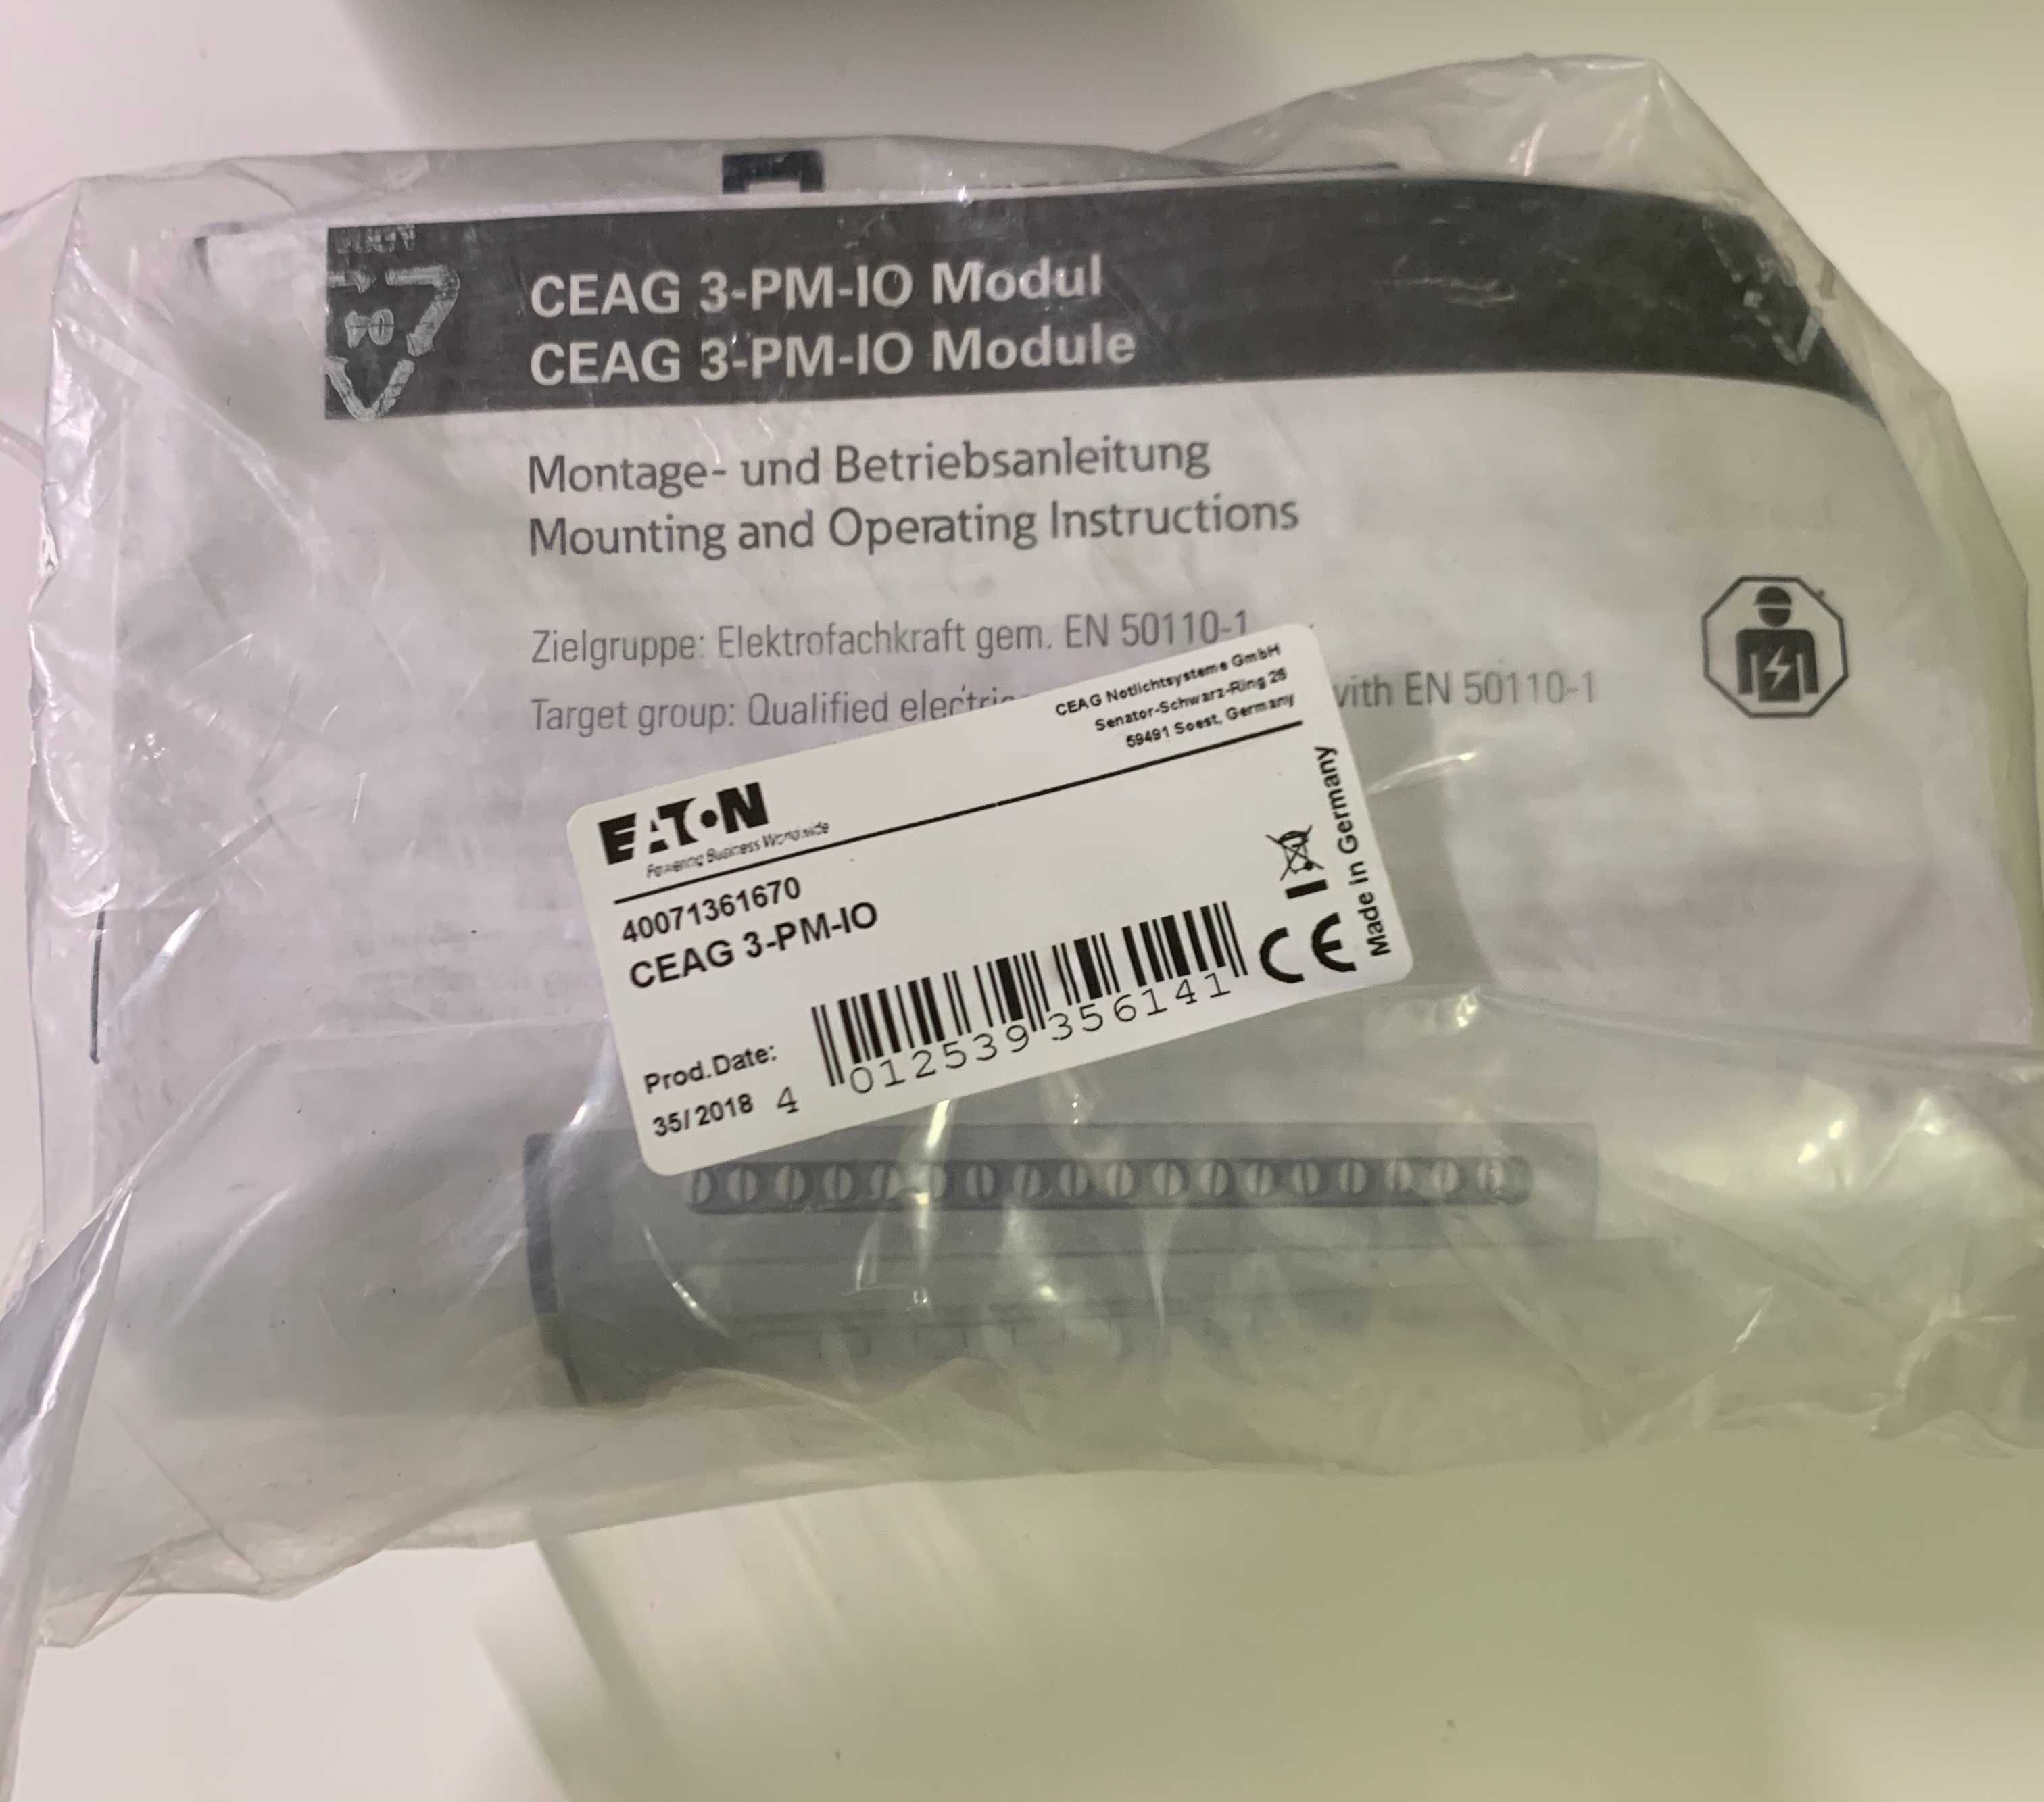 04
CEAG 3-PM-IO Modul
CEAG 3-PM-IO Module
Montage- und Betriebsanleitung
Mounting and Operating Instructions
Zielgruppe: Elektrofachkraft gem. EN 50110-1
Target group: Qualified with EN 50110-1
CEAG Notlichtsysteme GmbH
Senator-Schwarz-Ring 26
59491 Soest, Germany
EATON
Powering Business Worldwide
40071361670
CEAG 3-PM-IO
Prod.Date:
35/2018
4 012539 356141
CE
Made in Germany